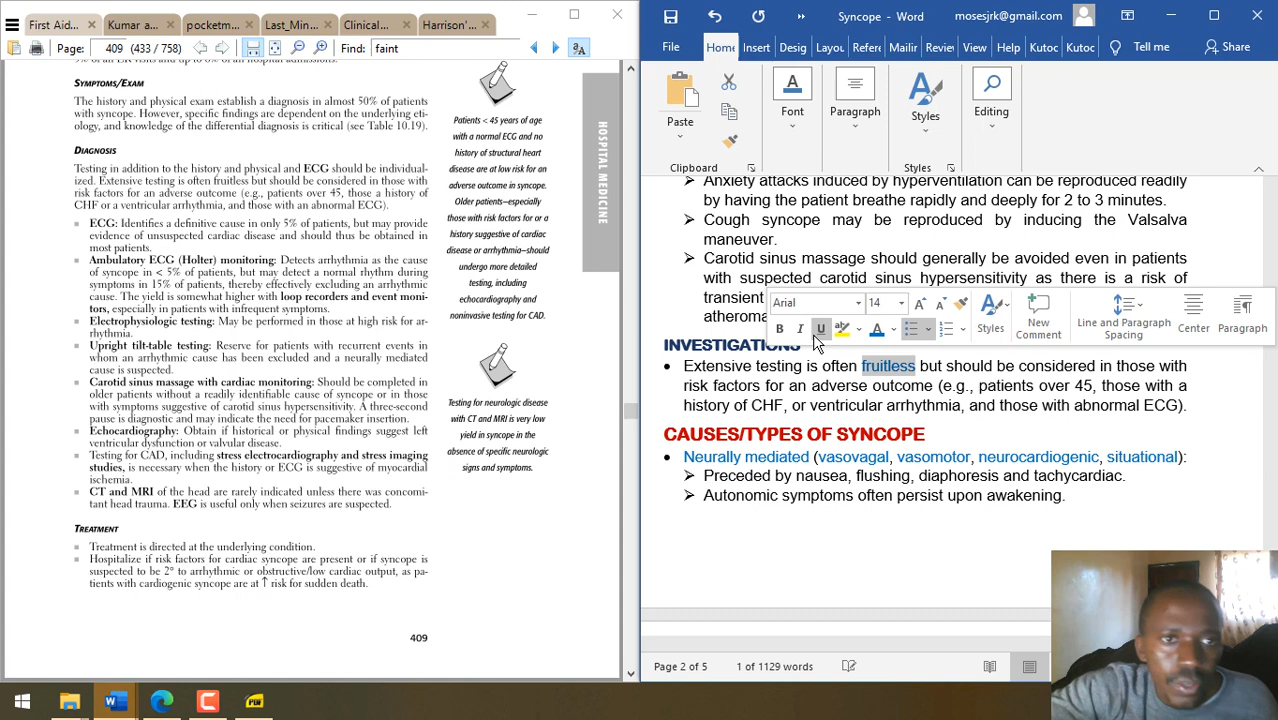 First Aid...
Kumar a...
pocketm...
Last_Min...
Clinical...
Harrison'...
Page: 409 (433 / 758)
Find: faint
SYMPTOMS/EXAM
The history and physical exam establish a diagnosis in almost 50% of patients
with syncope. However, specific findings are dependent on the underlying eti-
ology, and knowledge of the differential diagnosis is critical (see Table 10.19).
DIAGNOSIS
Testing in addition to the history and physical and ECG should be individual-
ized. Extensive testing is often fruitless but should be considered in those with
risk factors for an adverse outcome (e.g., patients over 45, those a history of
CHF or a ventricular arrhythmia, and those with an abnormal ECG).
ECG: Identifies a definitive cause in only 5% of patients, but may provide
evidence of unsuspected cardiac disease and should thus be obtained in
most patients.
Ambulatory ECG (Holter) monitoring: Detects arrhythmia as the cause
of syncope in < 5% of patients, but may detect a normal rhythm during
symptoms in 15% of patients, thereby effectively excluding an arrhythmic
cause. The yield is somewhat higher with loop recorders and event moni-
tors, especially in patients with infrequent symptoms.
Electrophysiologic testing: May be performed in those at high risk for ar-
rhythmia.
Upright tilt-table testing: Reserve for patients with recurrent events in
whom an arrhythmic cause has been excluded and a neurally mediated
cause is suspected.
Carotid sinus massage with cardiac monitoring: Should be completed in
older patients without a readily identifiable cause of syncope or in those
with symptoms suggestive of carotid sinus hypersensitivity. A three-second
pause is diagnostic and may indicate the need for pacemaker insertion.
Echocardiography: Obtain if historical or physical findings suggest left
ventricular dysfunction or valvular disease.
Testing for CAD, including stress electrocardiography and stress imaging
studies, is necessary when the history or ECG is suggestive of myocardial
ischemia.
CT and MRI of the head are rarely indicated unless there was concomi-
tant head trauma. EEG is useful only when seizures are suspected.
TREATMENT
Treatment is directed at the underlying condition.
Hospitalize if risk factors for cardiac syncope are present or if syncope is
suspected to be 2° to arrhythmic or obstructive/low cardiac output, as pa-
tients with cardiogenic syncope are at ↑ risk for sudden death.
409
Patients < 45 years of age
with a normal ECG and no
history of structural heart
disease are at low risk for an
adverse outcome in syncope.
Older patients—especially
those with risk factors for or a
history suggestive of cardiac
disease or arrhythmia—should
undergo more detailed
testing, including
echocardiography and
noninvasive testing for CAD.
Testing for neurologic disease
with CT and MRI is very low
yield in syncope in the
absence of specific neurologic
signs and symptoms.
HOSPITAL MEDICINE
Syncope - Word
mosesjrk@gmail.com
File Home Insert Desig Layou Refere Mailin Review View Help Kutoc Kutoc Tell me Share
Paste
Clipboard
Font
Paragraph
Styles
Styles
Editing
Anxiety attacks induced by hyperventilation can be reproduced readily
by having the patient breathe rapidly and deeply for 2 to 3 minutes.
➢ Cough syncope may be reproduced by inducing the Valsalva
maneuver.
➢ Carotid sinus massage should generally be avoided even in patients
with suspected carotid sinus hypersensitivity as there is a risk of
transient
atheroma
Arial 14
B I U A
Styles
New
Comment
Line and Paragraph
Spacing
Center
Paragraph
INVESTIGATIONS
• Extensive testing is often fruitless but should be considered in those with
risk factors for an adverse outcome (e.g., patients over 45, those with a
history of CHF, or ventricular arrhythmia, and those with abnormal ECG).
CAUSES/TYPES OF SYNCOPE
• Neurally mediated (vasovagal, vasomotor, neurocardiogenic, situational):
➢ Preceded by nausea, flushing, diaphoresis and tachycardiac.
➢ Autonomic symptoms often persist upon awakening.
Page 2 of 5
1 of 1129 words